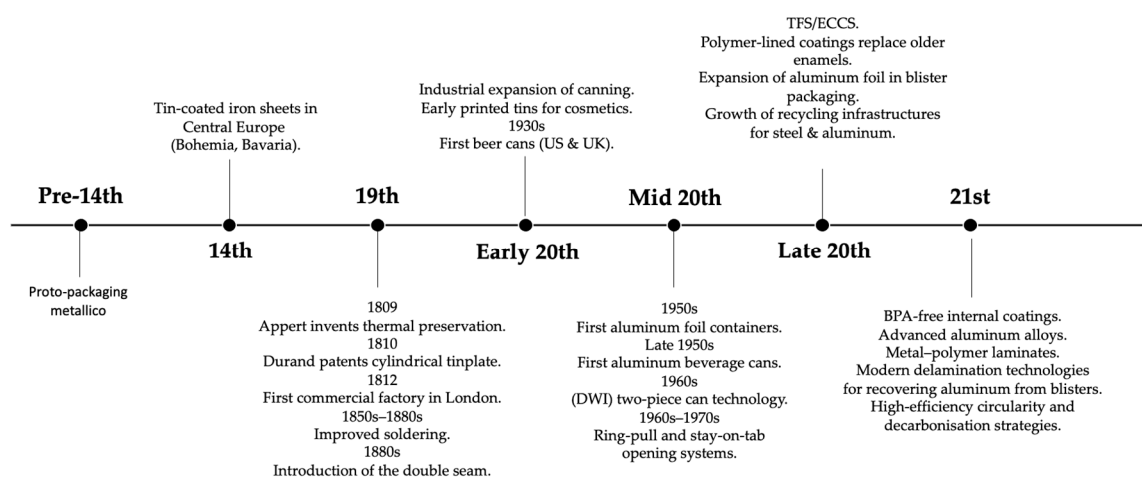 Pre-14th
Proto-packaging
metallico
Tin-coated iron sheets in
Central Europe
(Bohemia, Bavaria).
14th
19th
1809
Appert invents thermal preservation.
1810
Durand patents cylindrical tinplate.
1812
First commercial factory in London.
1850s–1880s
Improved soldering.
1880s
Introduction of the double seam.
Industrial expansion of canning.
Early printed tins for cosmetics.
1930s
First beer cans (US & UK).
Early 20th
Mid 20th
1950s
First aluminum foil containers.
Late 1950s
First aluminum beverage cans.
1960s
(DWI) two-piece can technology.
1960s–1970s
Ring-pull and stay-on-tab
opening systems.
TFS/ECCS.
Polymer-lined coatings replace older
enamels.
Expansion of aluminum foil in blister
packaging.
Growth of recycling infrastructures
for steel & aluminum.
Late 20th
21st
BPA-free internal coatings.
Advanced aluminum alloys.
Metal–polymer laminates.
Modern delamination technologies
for recovering aluminum from blisters.
High-efficiency circularity and
decarbonisation strategies.